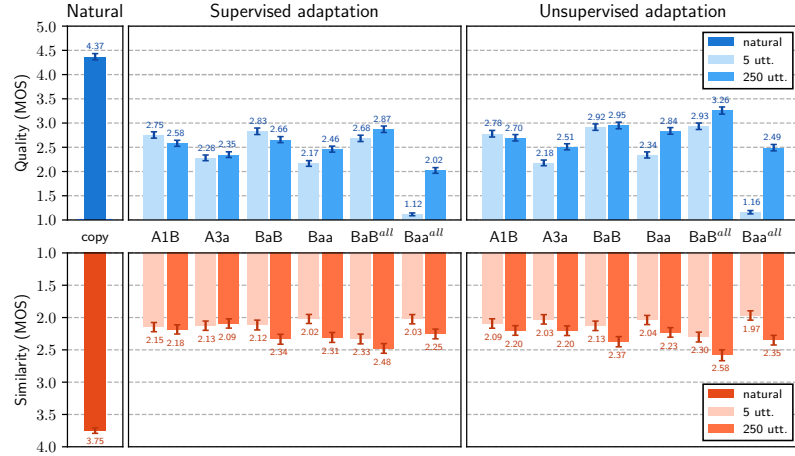 Natural Supervised adaptation Unsupervised adaptation
Quality (MOS)
5.0
4.5
4.0
3.5
3.0
2.5
2.0
1.5
1.0
4.37
2.75 2.58 2.28 2.35 2.83 2.66 2.17 2.46 2.68 2.87 1.12 2.02
2.78 2.70 2.18 2.51 2.92 2.95 2.34 2.84 2.93 3.26 1.16 2.49
natural
5 utt.
250 utt.
copy A1B A3a BaB Baa BaB^all Baa^all A1B A3a BaB Baa BaB^all Baa^all
Similarity (MOS)
1.0
1.5
2.0
2.5
3.0
3.5
4.0
3.75
2.15 2.18 2.13 2.09 2.12 2.34 2.02 2.31 2.33 2.48 2.03 2.25
2.09 2.20 2.03 2.20 2.13 2.37 2.04 2.23 2.30 2.58 1.97 2.35
natural
5 utt.
250 utt.